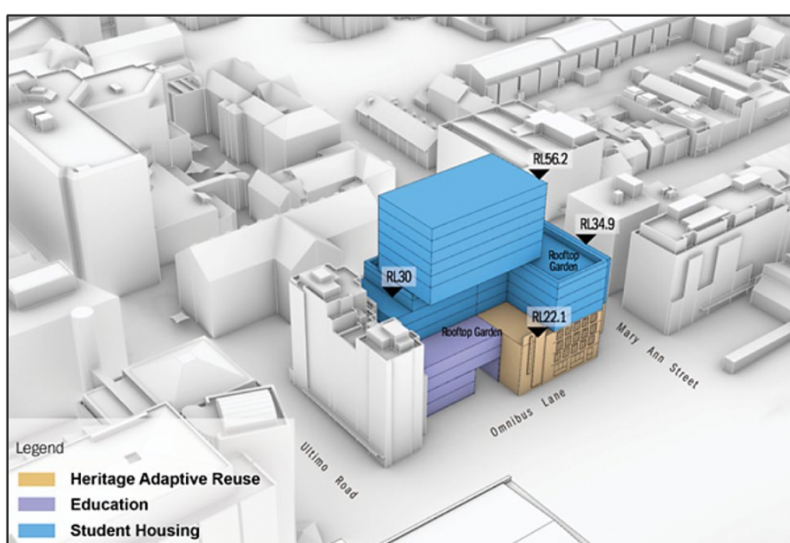 RL56.2
RL34.9
Rooftop
Garden
RL30
RL22.1
Rooftop Garden
Mary Ann Street
Omnibus Lane
Ultimo Road
Legend
Heritage Adaptive Reuse
Education
Student Housing